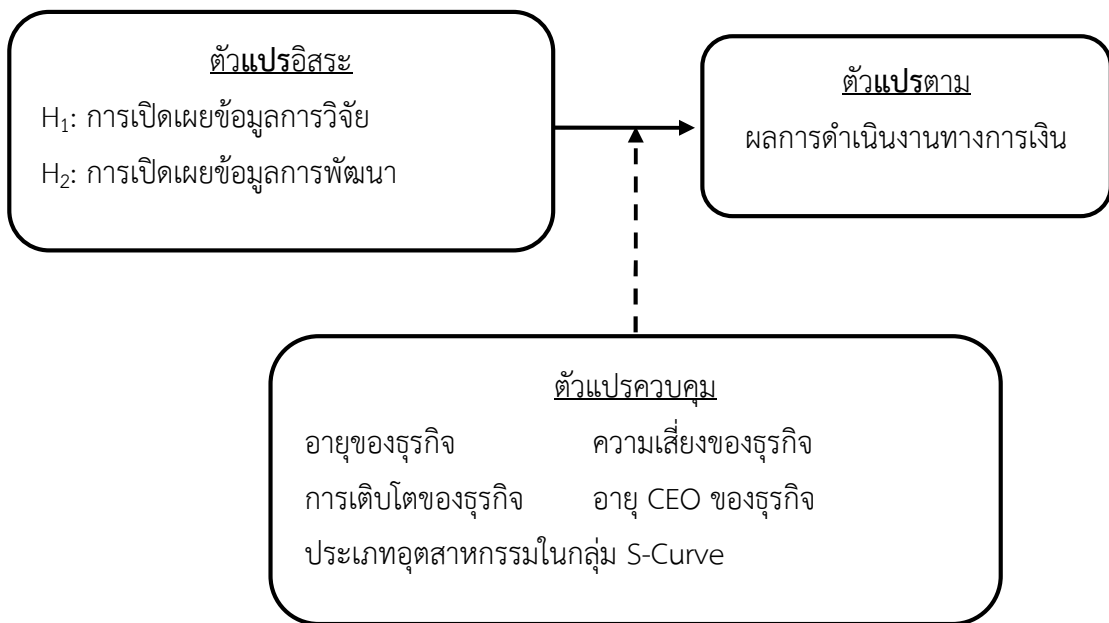 ตัวแปรอิสระ
H₁: การเปิดเผยข้อมูลการวิจัย
H₂: การเปิดเผยข้อมูลการพัฒนา
ตัวแปรตาม
ผลการดำเนินงานทางการเงิน
ตัวแปรควบคุม
อายุของธุรกิจ ความเสี่ยงของธุรกิจ
การเติบโตของธุรกิจ อายุ CEO ของธุรกิจ
ประเภทอุตสาหกรรมในกลุ่ม S-Curve